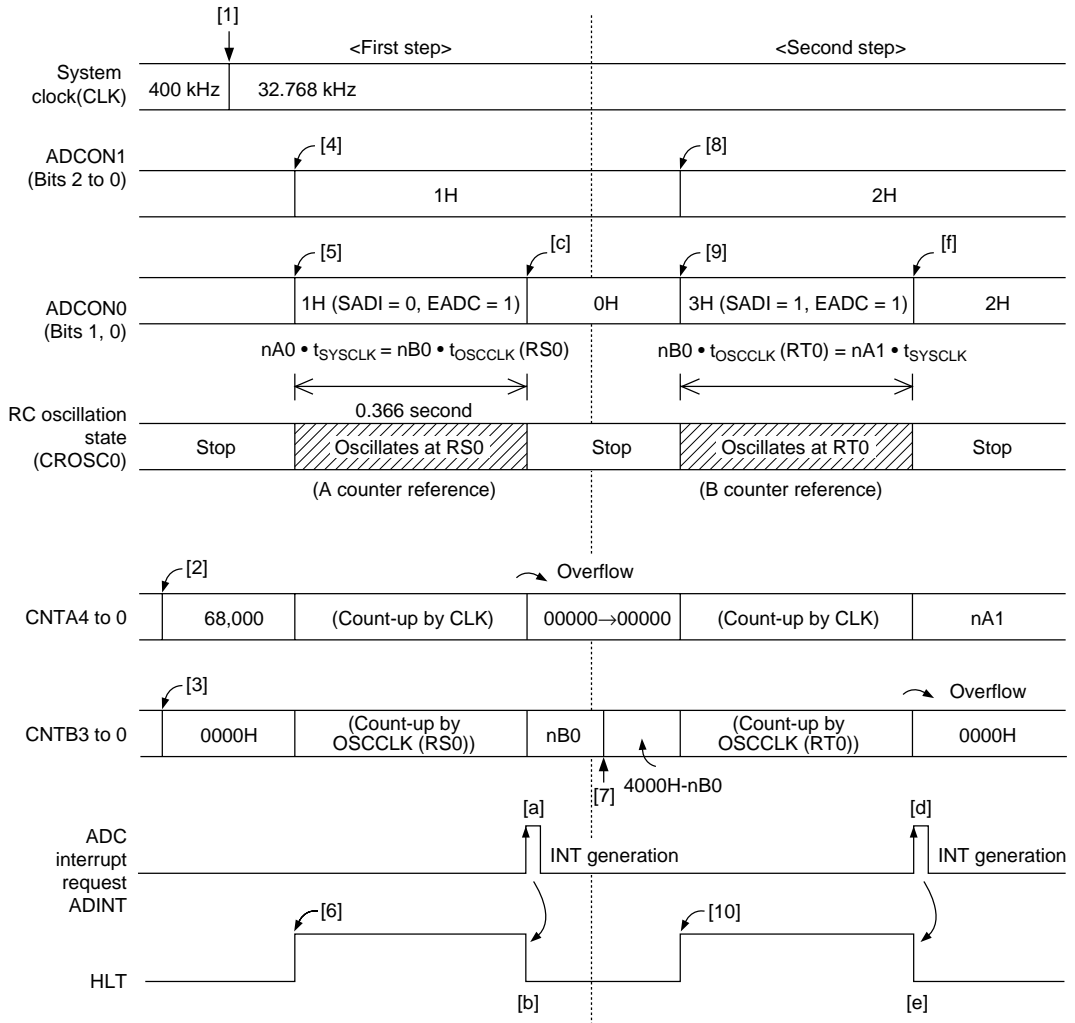 [1]
<First step>
<Second step>
System
clock(CLK)
400 kHz
32.768 kHz
ADCON1
(Bits 2 to 0)
[4]
[8]
1H
2H
ADCON0
(Bits 1, 0)
[5]
[c]
[9]
[f]
1H (SADI = 0, EADC = 1)
0H
3H (SADI = 1, EADC = 1)
2H
nA0 • tSYSCLK = nB0 • tOSCCLK (RS0)
nB0 • tOSCCLK (RT0) = nA1 • tSYSCLK
0.366 second
RC oscillation
state
(CROSC0)
Stop
Oscillates at RS0
Stop
Oscillates at RT0
Stop
(A counter reference)
(B counter reference)
[2]
Overflow
CNTA4 to 0
68,000
(Count-up by CLK)
00000→00000
(Count-up by CLK)
nA1
[3]
Overflow
CNTB3 to 0
0000H
(Count-up by
OSCCLK (RS0))
nB0
(Count-up by
OSCCLK (RT0))
0000H
[7]
4000H-nB0
ADC
interrupt
request
ADINT
[a]
INT generation
[d]
INT generation
[6]
[10]
HLT
[b]
[e]